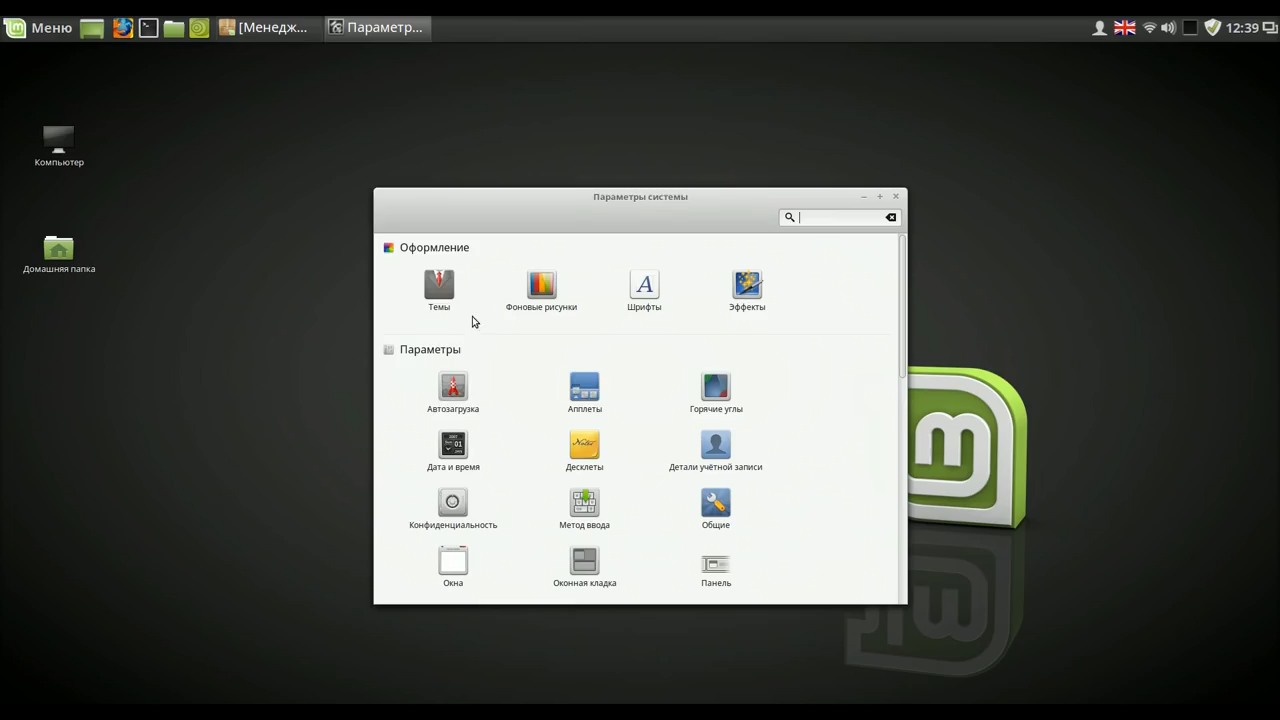 Меню [Менедж... Параметр... 12:39
Компьютер
Домашняя папка
Параметры системы
Оформление
Темы Фоновые рисунки Шрифты Эффекты
Параметры
Автозагрузка Апплеты Горячие углы
Дата и время Десклеты Детали учётной записи
Конфиденциальность Метод ввода Общие
Окна Оконная кладка Панель